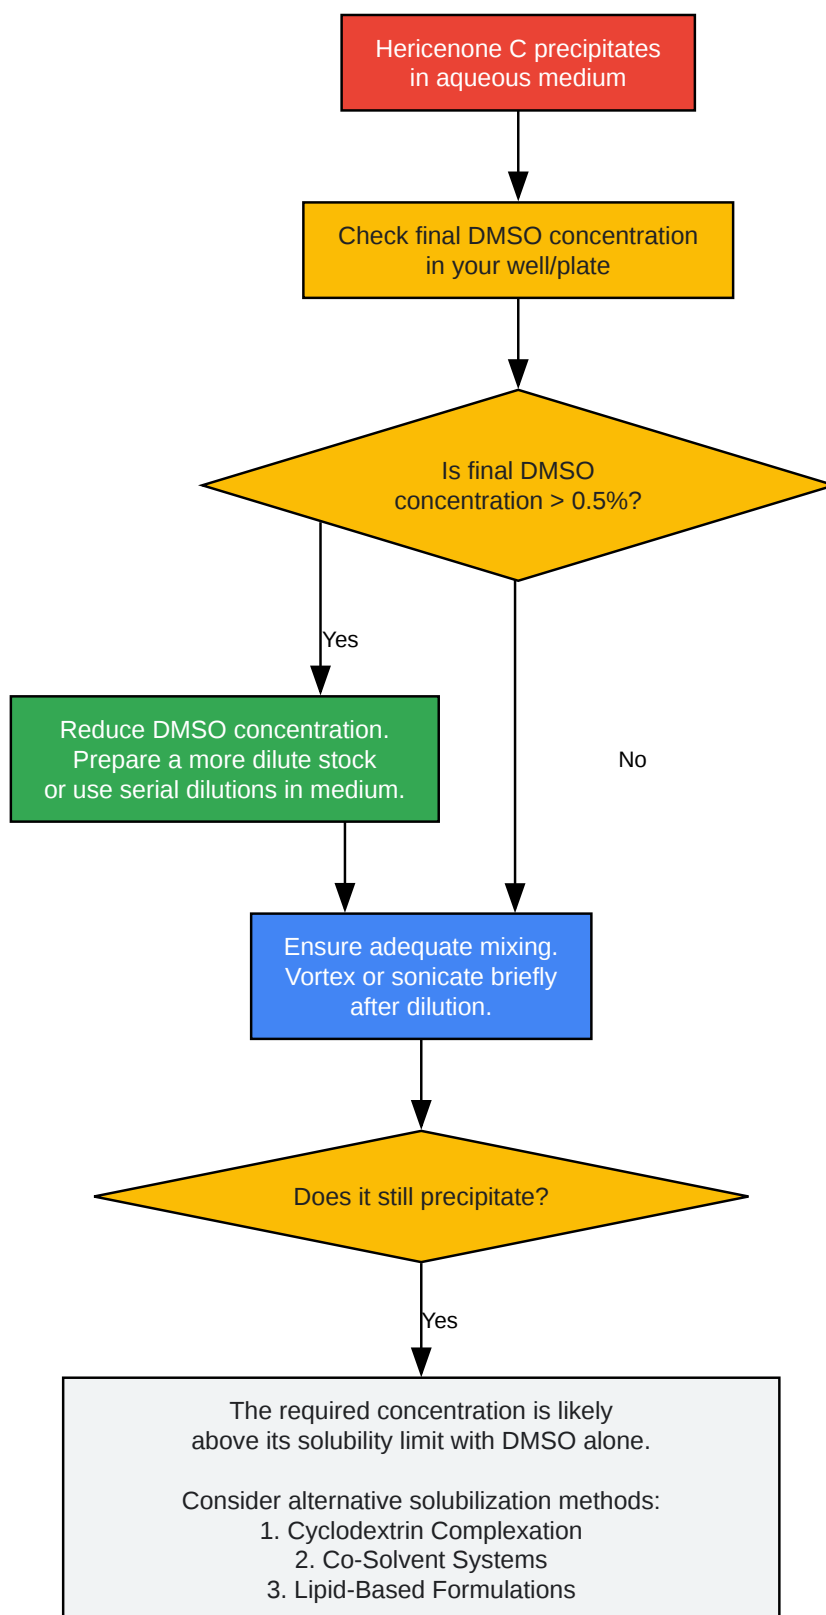 Hericenone C precipitates
in aqueous medium
Check final DMSO concentration
in your well/plate
Is final DMSO
concentration > 0.5%?
Yes
Reduce DMSO concentration.
Prepare a more dilute stock
or use serial dilutions in medium.
No
Ensure adequate mixing.
Vortex or sonicate briefly
after dilution.
Does it still precipitate?
Yes
The required concentration is likely
above its solubility limit with DMSO alone.
Consider alternative solubilization methods:
1. Cyclodextrin Complexation
2. Co-Solvent Systems
3. Lipid-Based Formulations